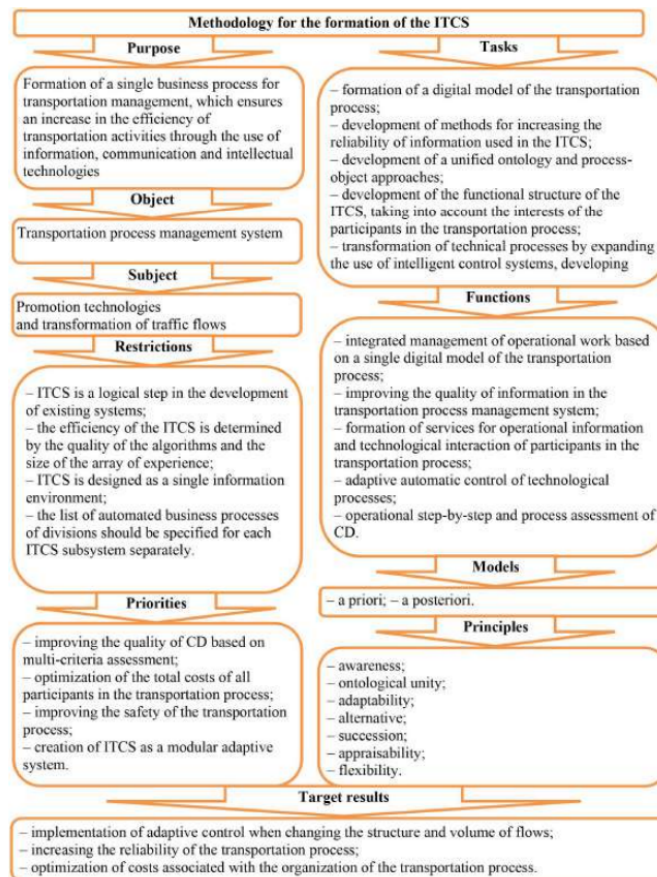 Methodology for the formation of the ITCS
Purpose
Formation of a single business process for
transportation management, which ensures
an increase in the efficiency of
transportation activities through the use of
information, communication and intellectual
technologies
Object
Transportation process management system
Subject
Promotion technologies
and transformation of traffic flows
Restrictions
– ITCS is a logical step in the development
of existing systems;
– the efficiency of the ITCS is determined
by the quality of the algorithms and the
size of the array of experience;
– ITCS is designed as a single information
environment;
– the list of automated business processes
of divisions should be specified for each
ITCS subsystem separately.
Priorities
– improving the quality of CD based on
multi-criteria assessment;
– optimization of the total costs of all
participants in the transportation process;
– improving the safety of the transportation
process;
– creation of ITCS as a modular adaptive
system.
Tasks
– formation of a digital model of the transportation
process;
– development of methods for increasing the
reliability of information used in the ITCS;
– development of a unified ontology and process-
object approaches;
– development of the functional structure of the
ITCS, taking into account the interests of the
participants in the transportation process;
– transformation of technical processes by expanding
the use of intelligent control systems, developing
Functions
– integrated management of operational work based
on a single digital model of the transportation
process;
– improving the quality of information in the
transportation process management system;
– formation of services for operational information
and technological interaction of participants in the
transportation process;
– adaptive automatic control of technological
processes;
– operational step-by-step and process assessment of
CD.
Models
– a priori; – a posteriori.
Principles
– awareness;
– ontological unity;
– adaptability;
– alternative;
– succession;
– appraisability;
– flexibility.
Target results
– implementation of adaptive control when changing the structure and volume of flows;
– increasing the reliability of the transportation process;
– optimization of costs associated with the organization of the transportation process.